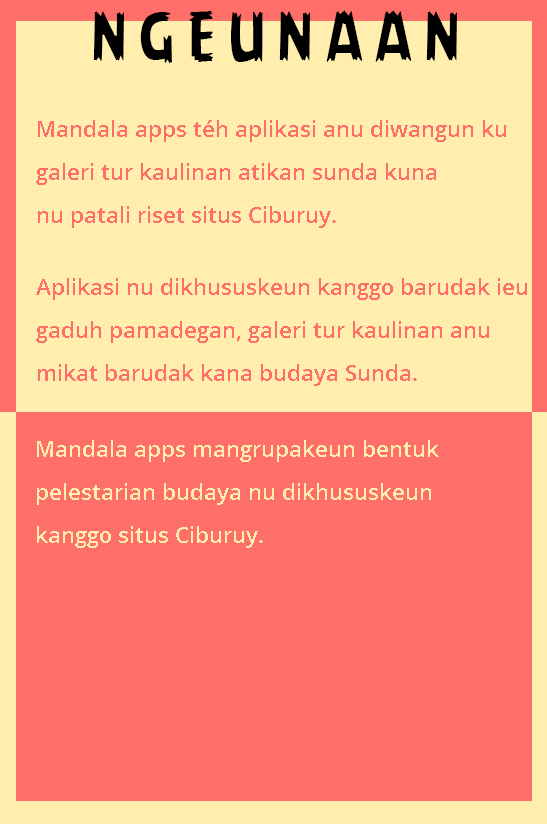 NGEUNAAN
Mandala apps téh aplikasi anu diwangun ku
galeri tur kaulinan atikan sunda kuna
nu patali riset situs Ciburuy.
Aplikasi nu dikhususkeun kanggo barudak ieu
gaduh pamadegan, galeri tur kaulinan anu
mikat barudak kana budaya Sunda.
Mandala apps mangrupakeun bentuk
pelestarian budaya nu dikhususkeun
kanggo situs Ciburuy.